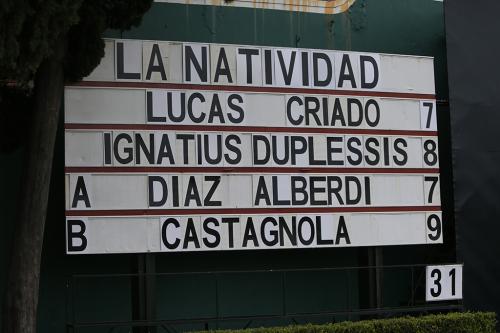 LA NATIVIDAD
LUCAS CRIADO 7
IGNATIUS DUPLESSIS 8
A DIAZ ALBERDI 7
B CASTAGNOLA 9
31